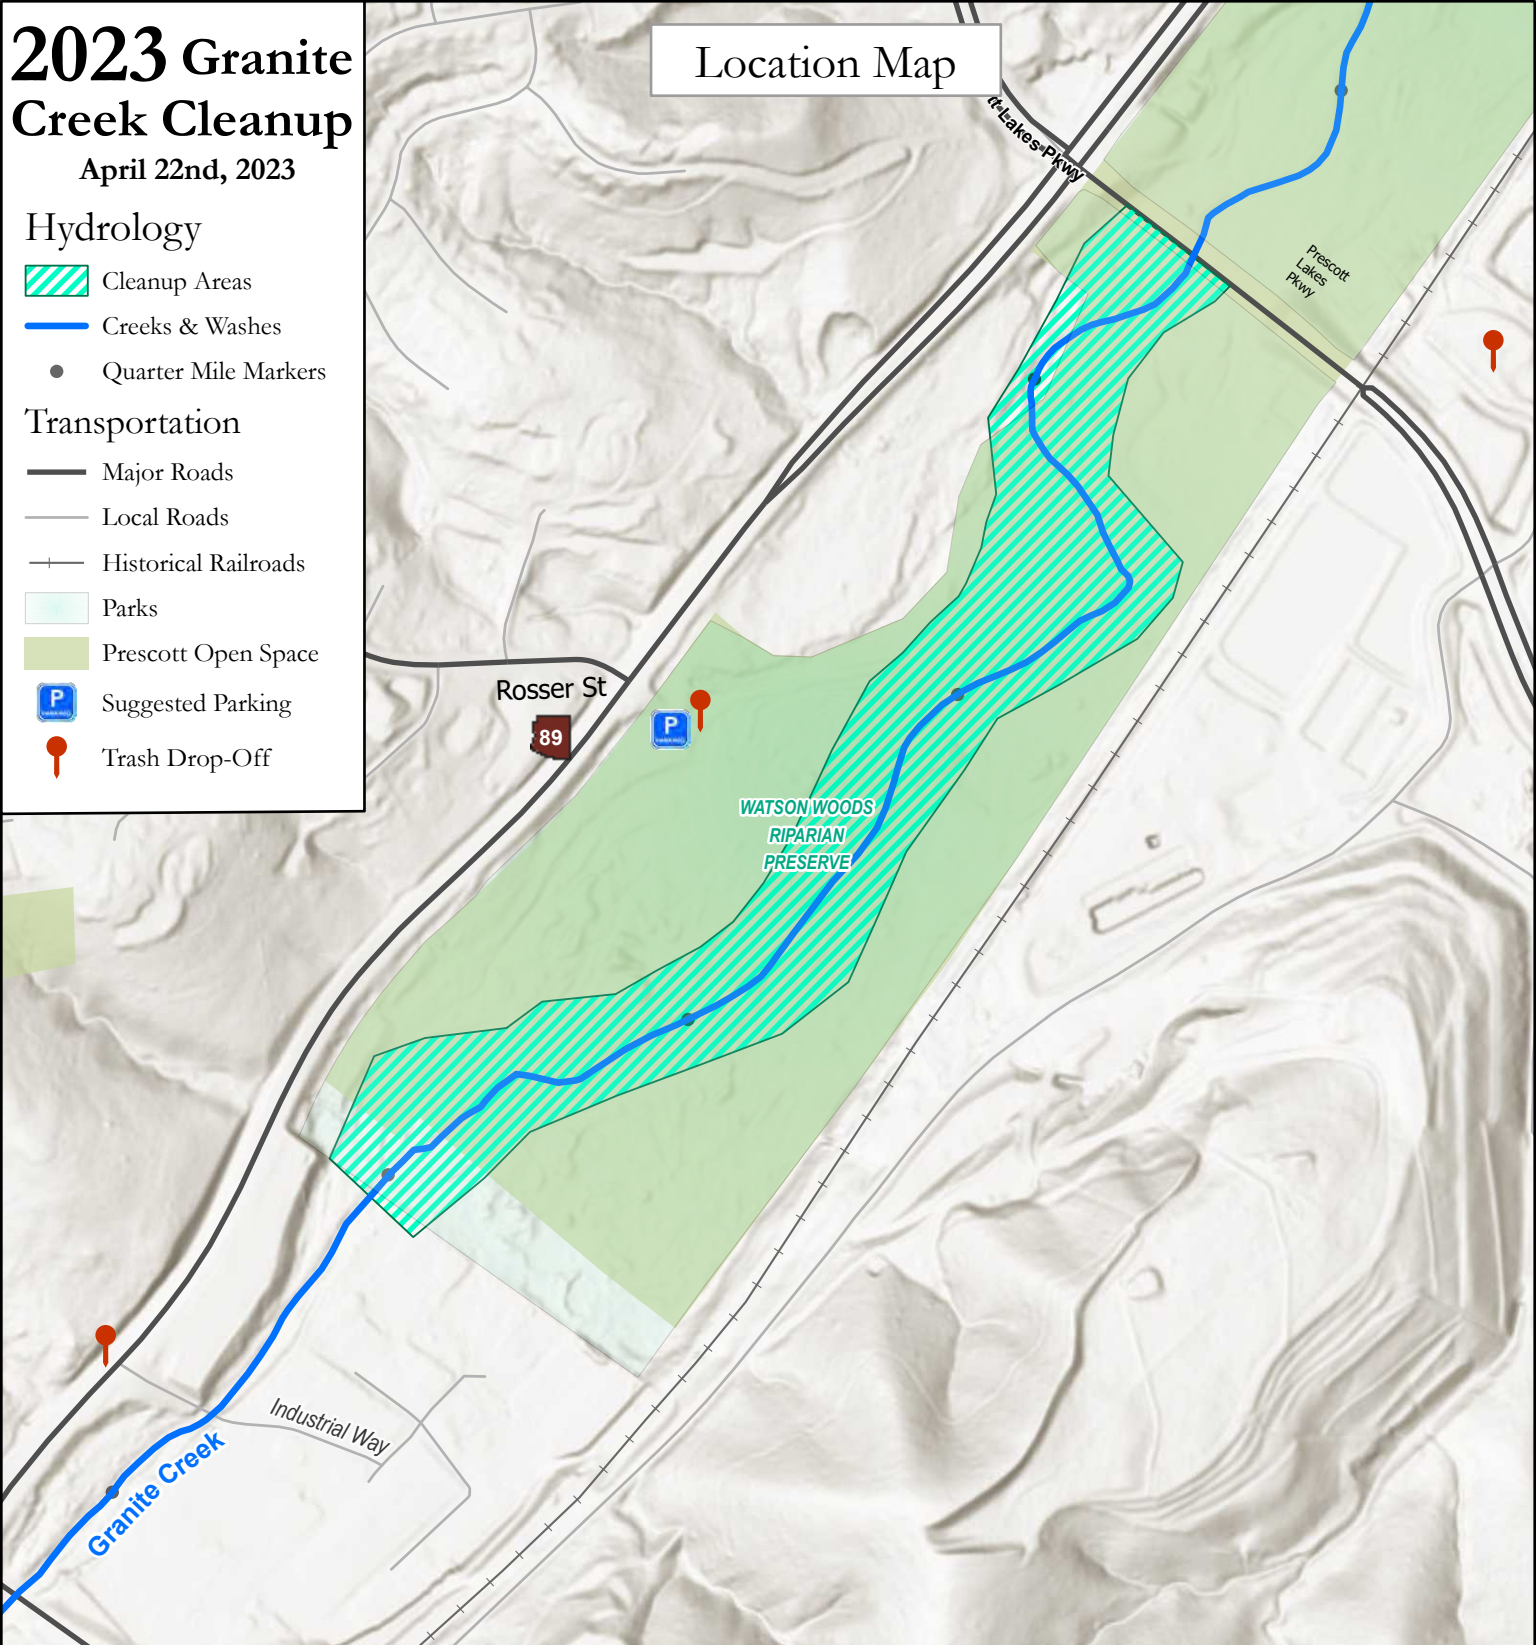 2023 Granite
Creek Cleanup
April 22nd, 2023
Hydrology
Cleanup Areas
Creeks & Washes
Quarter Mile Markers
Transportation
Major Roads
Local Roads
Historical Railroads
Parks
Prescott Open Space
P
Suggested Parking
Trash Drop-Off
Location Map
Lakes Pkwy
Prescott
Lakes
Pkwy
Rosser St
89
P
WATSON WOODS
RIPARIAN
PRESERVE
Industrial Way
Granite Creek